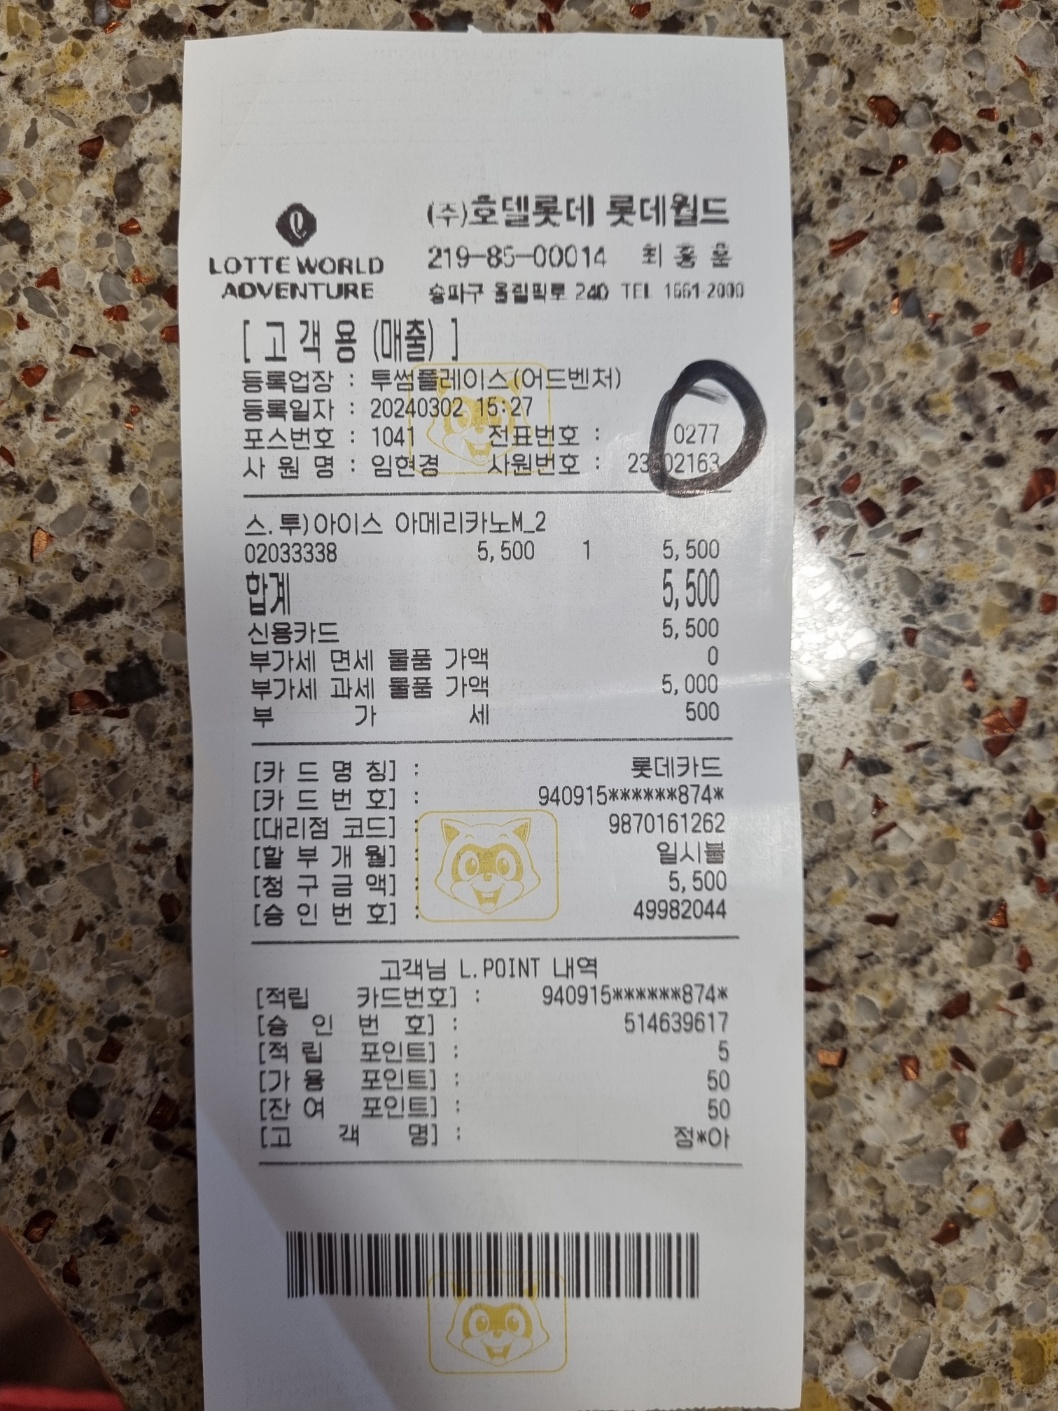 (주)호텔롯데 롯데월드
LOTTE WORLD
ADVENTURE
219-85-00014 최홍훈
송파구 올림픽로 240 TEL 1661-2000
[ 고 객 용 (매출) ]
등록업장 : 투썸플레이스(어드벤처)
등록일자 : 20240302 15:27
포스번호 : 1041 전표번호 : 0277
사 원 명 : 임현경 사원번호 :
스.투)아이스 아메리카노M_2
02033338 5,500 1 5,500
합계 5,500
신용카드 5,500
부가세 면세 물품 가액 0
부가세 과세 물품 가액 5,000
부 가 세 500
[카 드 명 칭] : 롯데카드
[카 드 번 호] : 940915******874*
[대리점 코드] : 9870161262
[할 부 개 월] : 일시불
[청 구 금 액] : 5,500
[승 인 번 호] : 49982044
고객님 L.POINT 내역
[적립 카드번호] : 940915******874*
[승 인 번 호] : 514639617
[적 립 포인트] : 5
[가 용 포인트] : 50
[잔 여 포인트] : 50
[고 객 명] : 정*아